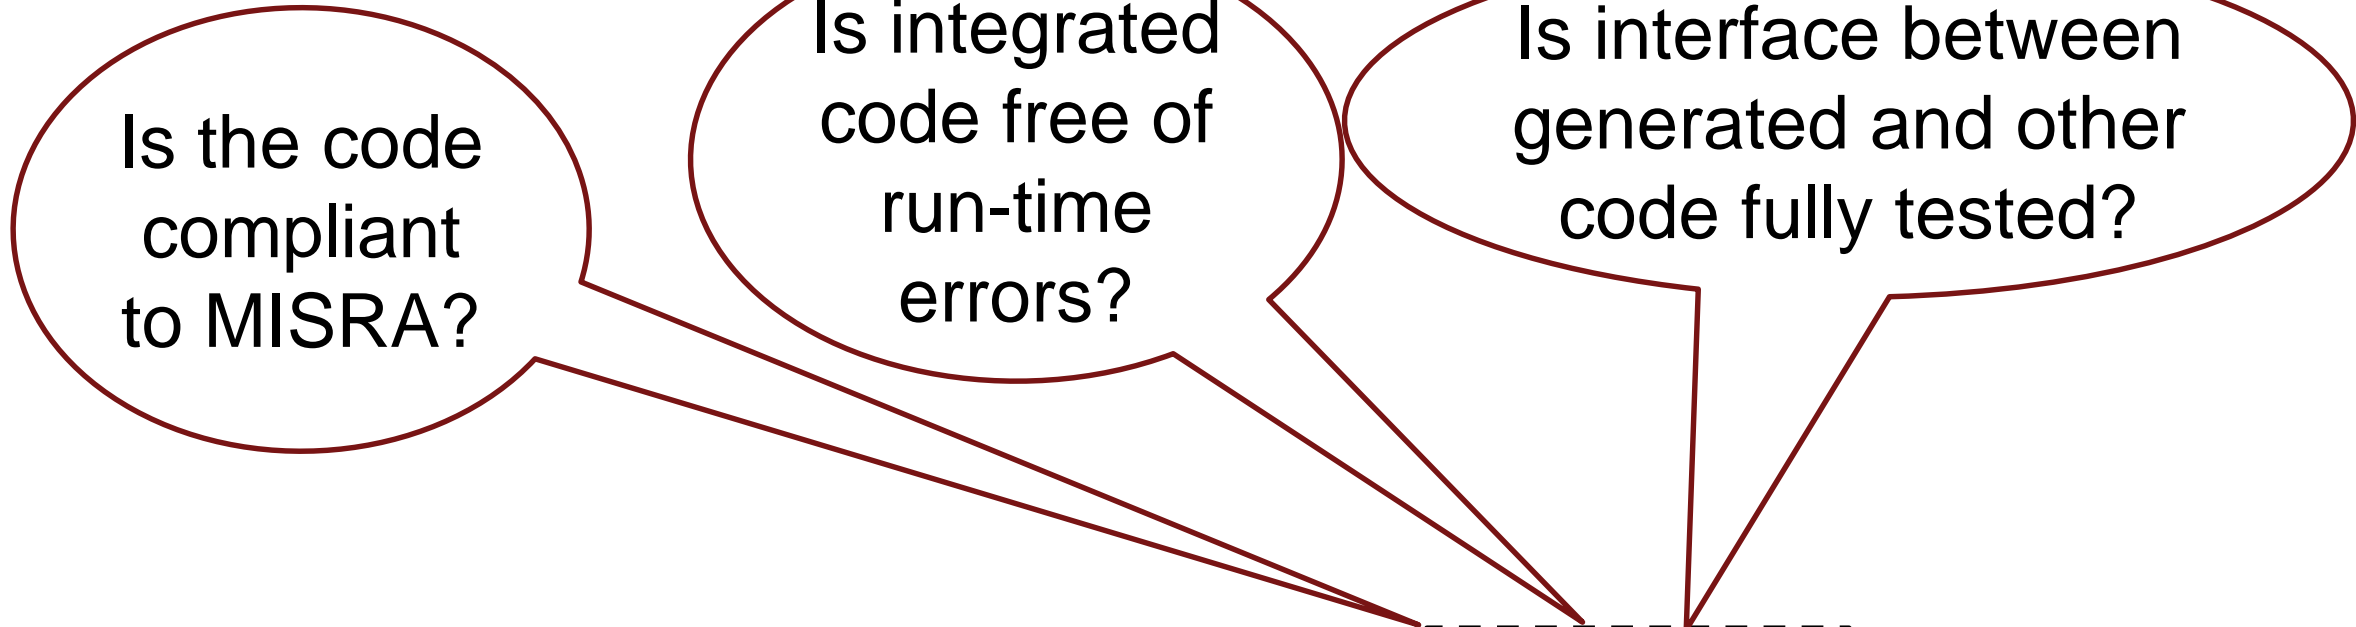 Is the code
compliant
to MISRA?
Is integrated
code free of
run-time
errors?
Is interface between
generated and other
code fully tested?